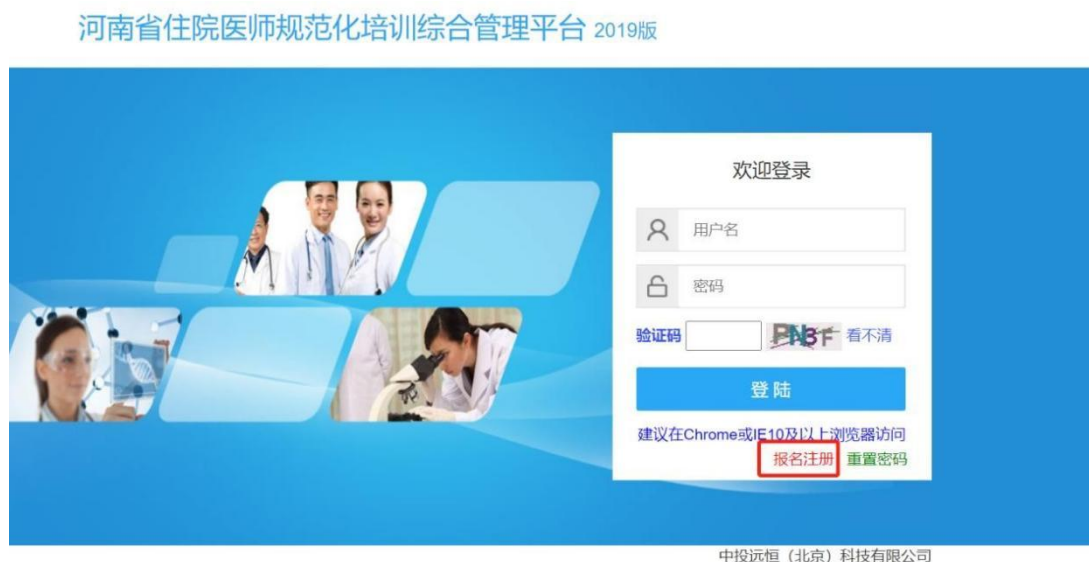 河南省住院医师规范化培训综合管理平台 2019版
欢迎登录
用户名
密码
验证码 PN3F 看不清
登 陆
建议在Chrome或IE10及以上浏览器访问
报名注册 重置密码
中投远恒（北京）科技有限公司